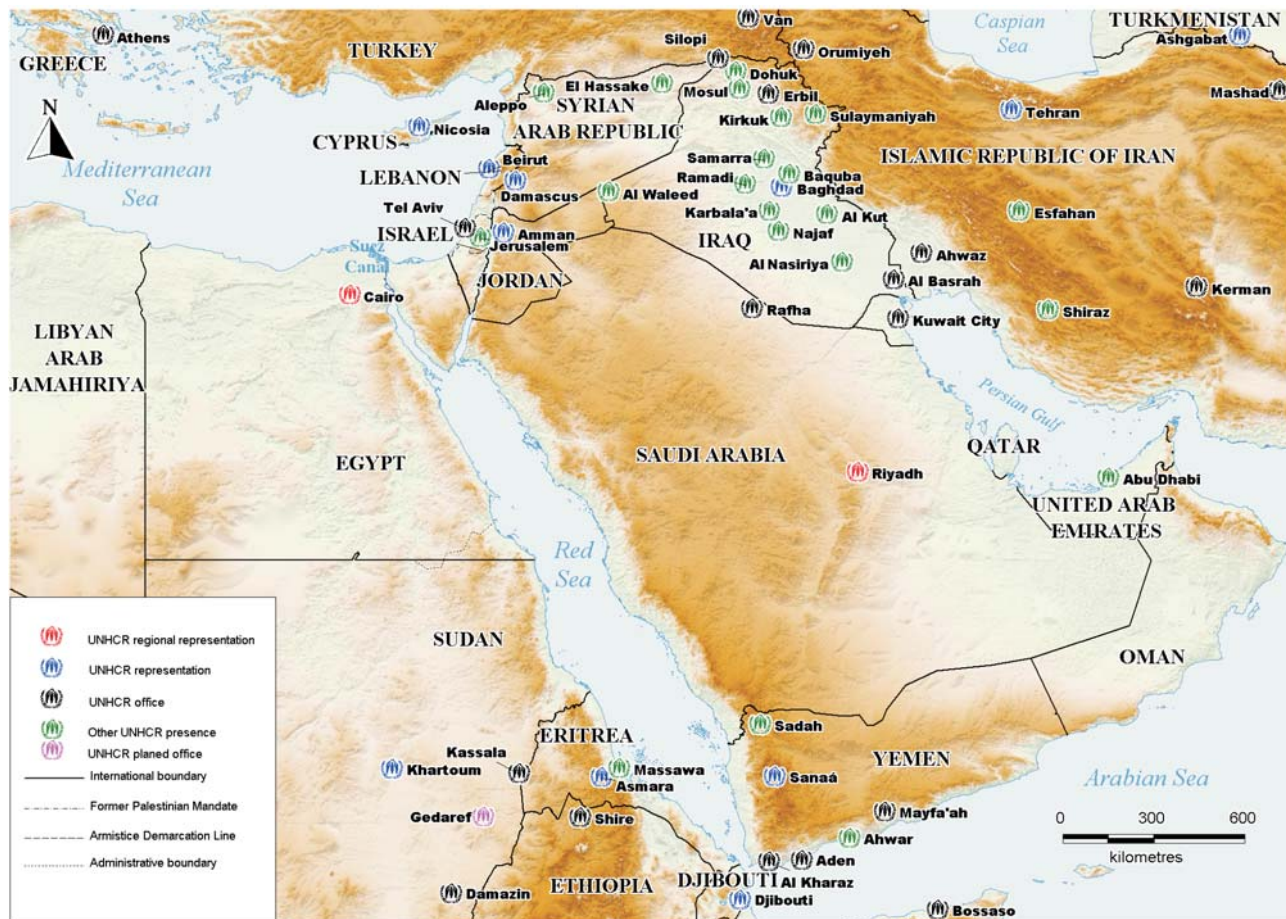 Athens
GREECE
TURKEY
Van
Silopi
Orumiyeh
Caspian
Sea
TURKMENISTAN
Ashgabat
Mashad
Dohuk
El Hassake
Mosul
Erbil
Aleppo
SYRIAN
ARAB REPUBLIC
Kirkuk
Sulaymaniyah
Tehran
N
Nicosia
CYPRUS
Mediterranean
Sea
Beirut
LEBANON
Damascus
Samarra
Ramadi
Baquba
Baghdad
ISLAMIC REPUBLIC OF IRAN
Al Waleed
Tel Aviv
ISRAEL
Amman
Jerusalem
Karbala'a
Al Kut
IRAQ
Najaf
Esfahan
Suez
Canal
JORDAN
Al Nasiriya
Ahwaz
Al Basrah
Kerman
Cairo
Rafha
Kuwait City
Shiraz
LIBYAN
ARAB
JAMAHIRIYA
Persian Gulf
EGYPT
SAUDI ARABIA
QATAR
Riyadh
Abu Dhabi
UNITED ARAB
EMIRATES
Red
Sea
SUDAN
OMAN
UNHCR regional representation
UNHCR representation
UNHCR office
Other UNHCR presence
UNHCR planed office
International boundary
Former Palestinian Mandate
Armistice Demarcation Line
Administrative boundary
ERITREA
Sadah
YEMEN
Kassala
Khartoum
Massawa
Asmara
Sanaá
Arabian Sea
Gedaref
Shire
Mayfa'ah
0 300 600
kilometres
Ahwar
Aden
Al Kharaz
DJIBOUTI
Damazin
ETHIOPIA
Djibouti
Bossaso